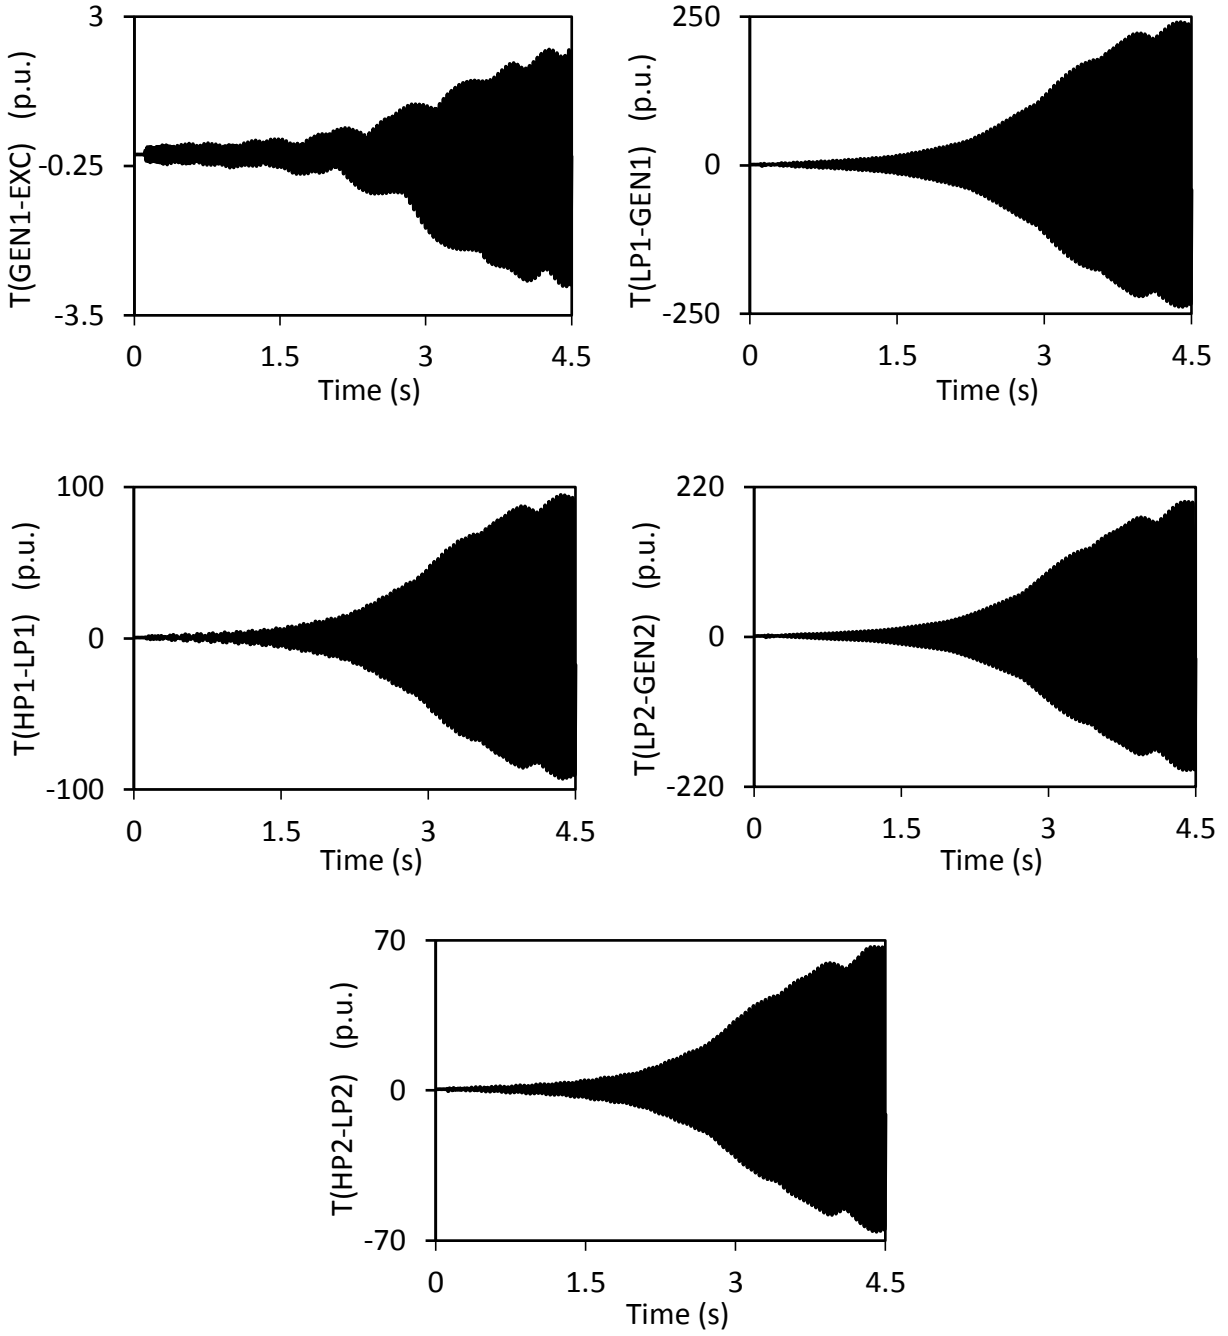 T(GEN1-EXC) (p.u.)
3
-0.25
-3.5
0 1.5 3 4.5
Time (s)
T(LP1-GEN1) (p.u.)
250
0
-250
0 1.5 3 4.5
Time (s)
T(HP1-LP1) (p.u.)
100
0
-100
0 1.5 3 4.5
Time (s)
T(LP2-GEN2) (p.u.)
220
0
-220
0 1.5 3 4.5
Time (s)
T(HP2-LP2) (p.u.)
70
0
-70
0 1.5 3 4.5
Time (s)